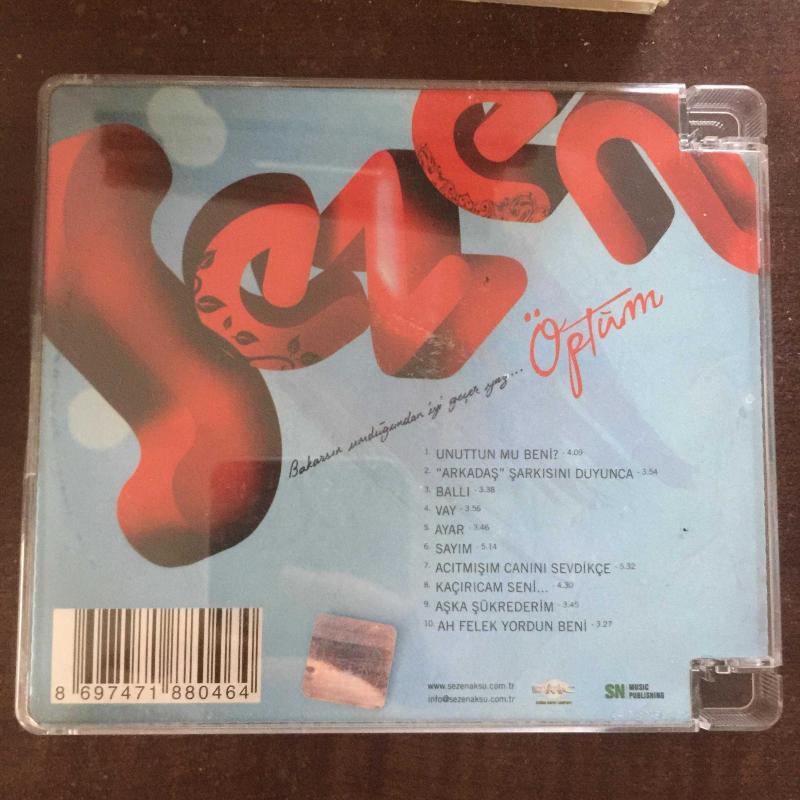 Sezen
Öptüm
Bakarsın umduğundan iyi geçer yaz...
1. UNUTTUN MU BENİ? - 4.09
2. "ARKADAŞ" ŞARKISINI DUYUNCA - 3.54
3. BALLI - 3.38
4. VAY - 3.56
5. AYAR - 3.46
6. SAYIM - 5.14
7. ACITMIŞIM CANINI SEVDİKÇE - 5.32
8. KAÇIRICAM SENİ... - 4.30
9. AŞKA ŞÜKREDERİM - 3.45
10. AH FELEK YORDUN BENİ - 3.27
8 697471 880464
www.sezenaksu.com.tr
info@sezenaksu.com.tr
SN MUSIC
PUBLISHING